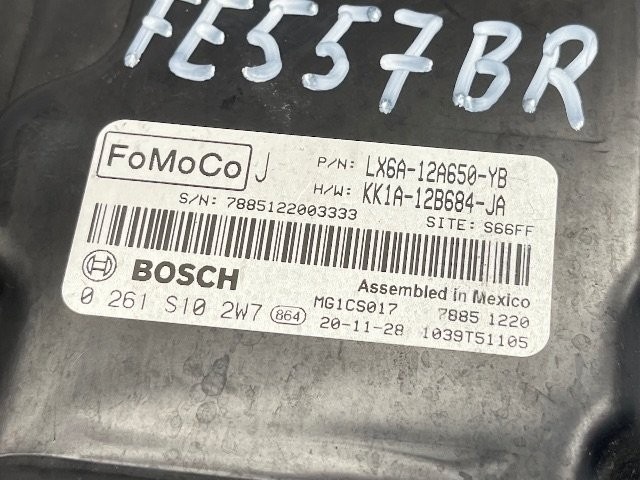 FE557BR
FoMoCo J P/N: LX6A-12A650-YB
H/W: KK1A-12B684-JA
S/N: 7885122003333 SITE: S66FF
BOSCH Assembled in Mexico
0 261 S10 2W7 864 MG1CS017 7885 1220
20-11-28 1039T51105